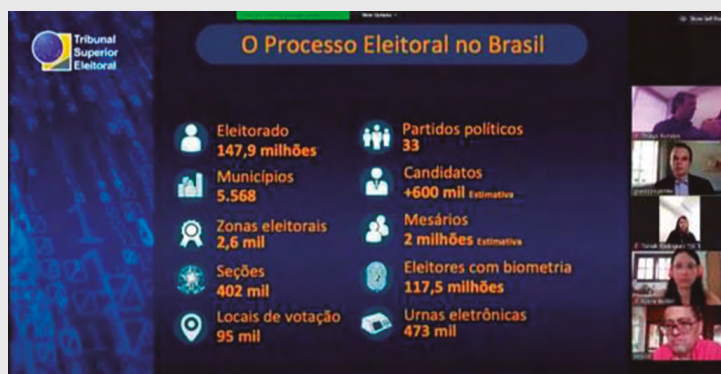 Tribunal
Superior
Eleitoral
O Processo Eleitoral no Brasil
Eleitorado
147,9 milhões
Municípios
5.568
Zonas eleitorais
2,6 mil
Seções
402 mil
Locais de votação
95 mil
Partidos políticos
33
Candidatos
+600 mil Estimativa
Mesários
2 milhões Estimativa
Eleitores com biometria
117,5 milhões
Urnas eletrônicas
473 mil